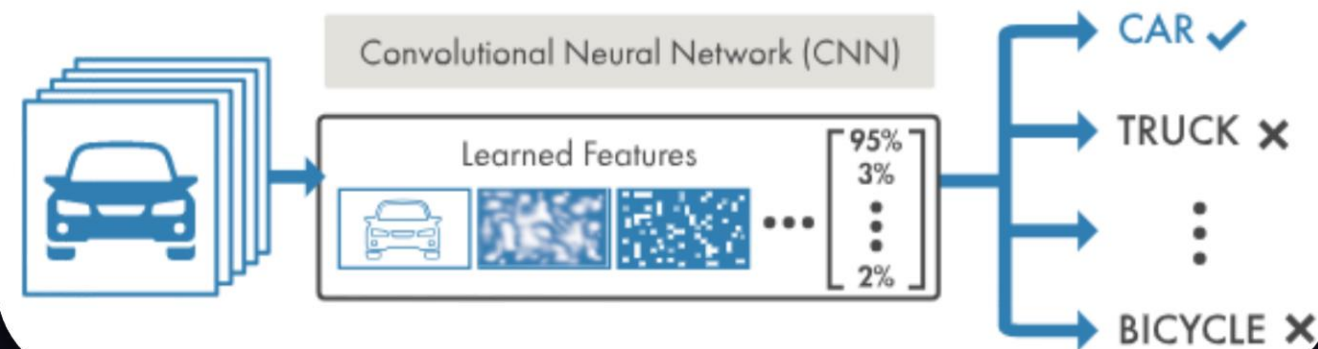 Convolutional Neural Network (CNN)
Learned Features
95%
3%
2%
CAR
TRUCK
BICYCLE